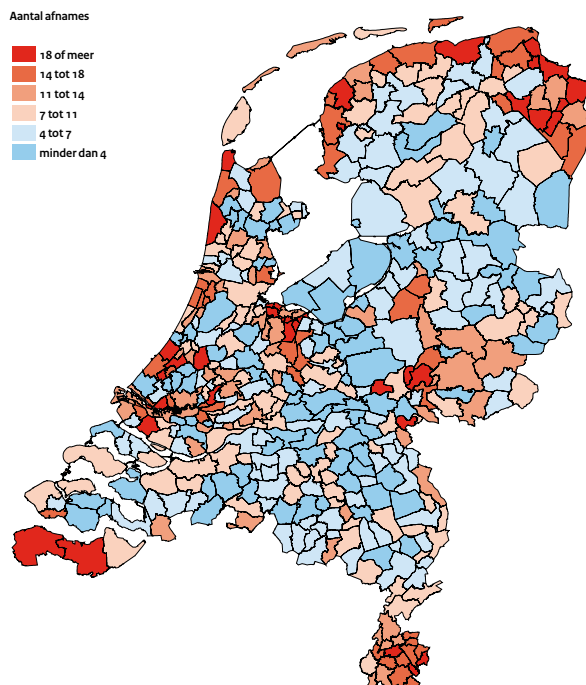 Aantal afnames
18 of meer
14 tot 18
11 tot 14
7 tot 11
4 tot 7
minder dan 4